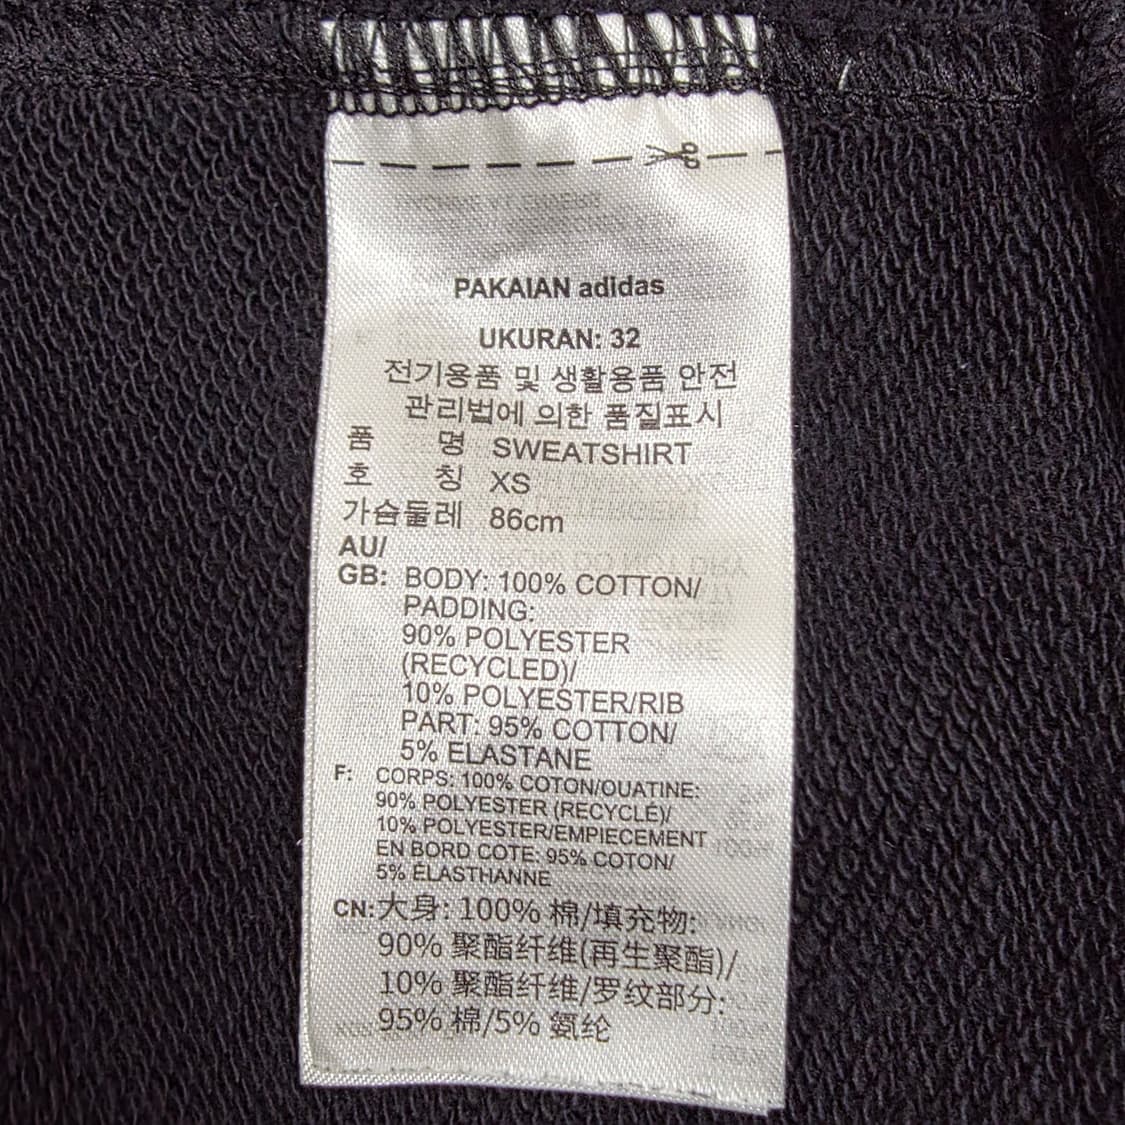 PAKAIAN adidas
UKURAN: 32
전기용품 및 생활용품 안전
관리법에 의한 품질표시
품 명 SWEATSHIRT
호 칭 XS
가슴둘레 86cm
AU/
GB: BODY: 100% COTTON/
PADDING:
90% POLYESTER
(RECYCLED)/
10% POLYESTER/RIB
PART: 95% COTTON/
5% ELASTANE
F: CORPS: 100% COTON/OUATINE:
90% POLYESTER (RECYCLÉ)/
10% POLYESTER/EMPIECEMENT
EN BORD COTE: 95% COTON/
5% ÉLASTHANNE
CN: 大身: 100% 棉/填充物:
90% 聚酯纤维(再生聚酯)/
10% 聚酯纤维/罗纹部分:
95% 棉/5% 氨纶